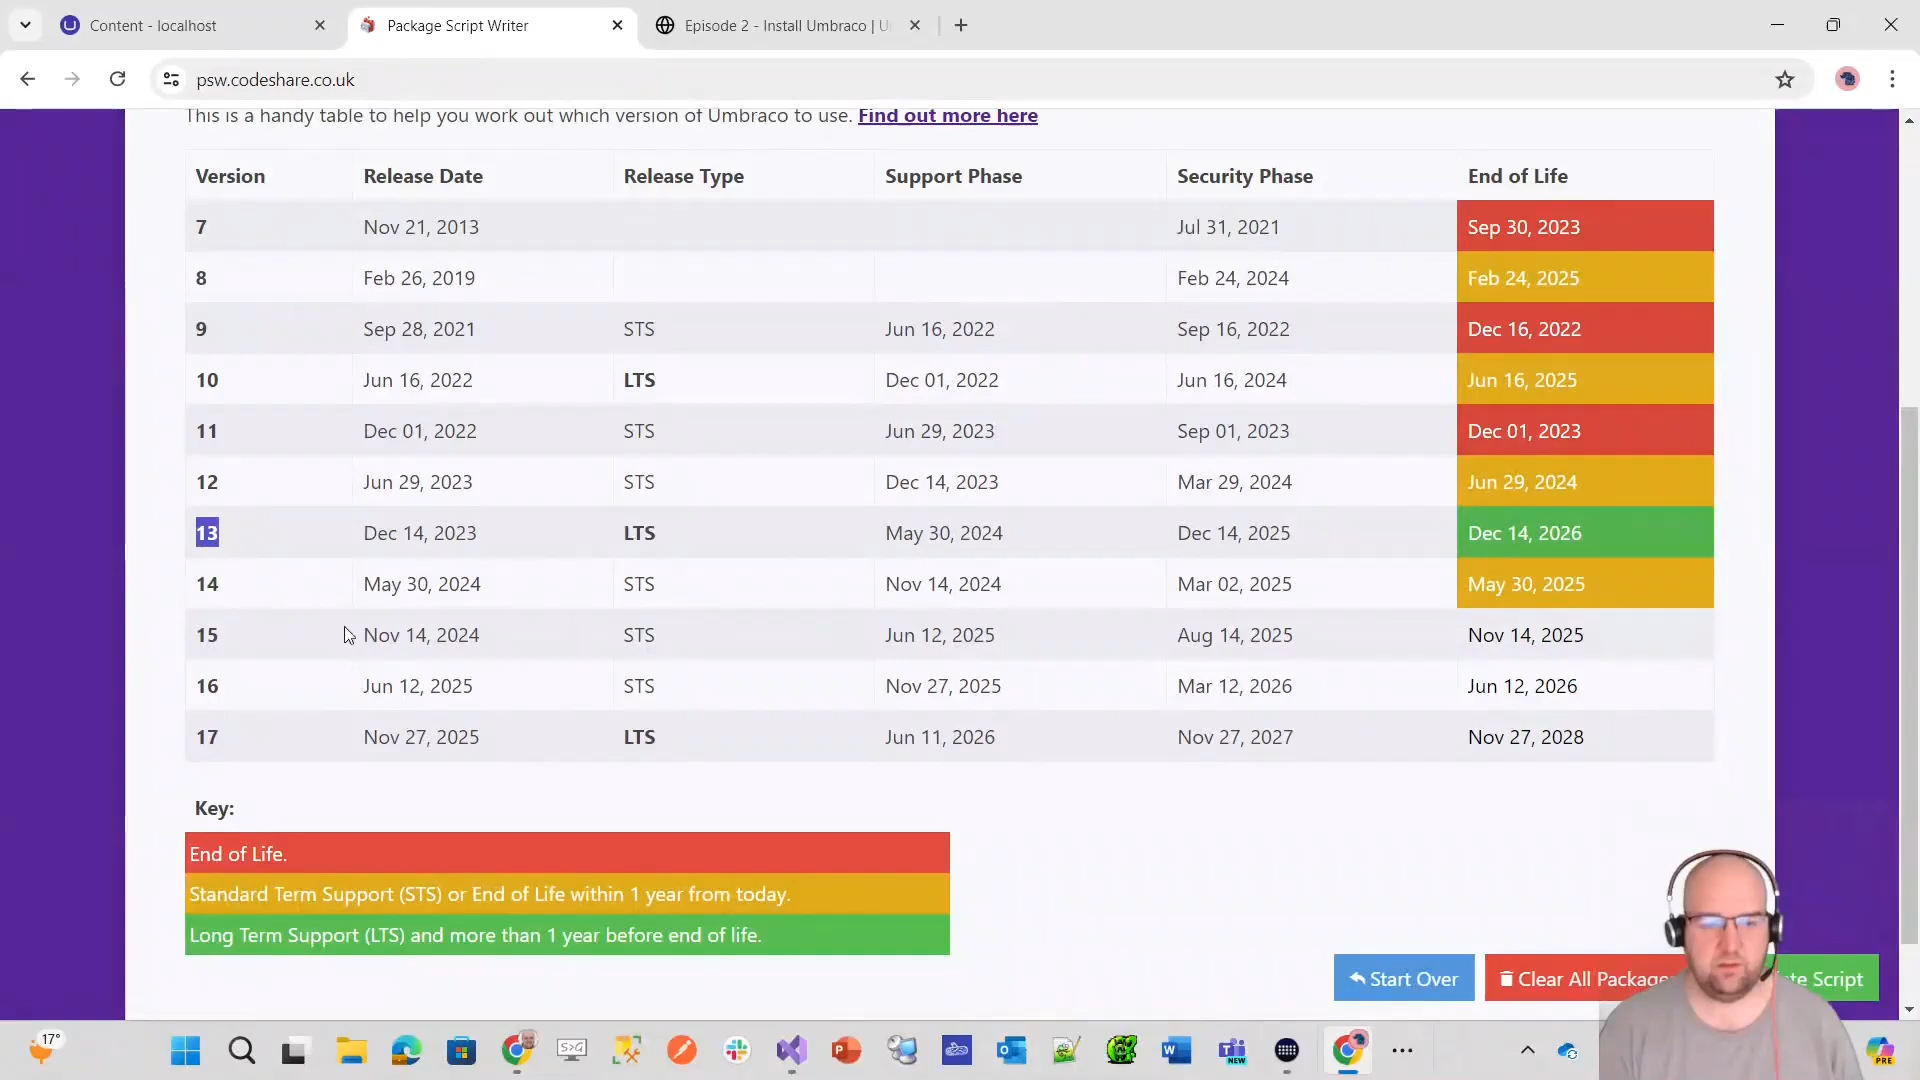 Content - localhost
Package Script Writer
Episode 2 - Install Umbraco | U
psw.codeshare.co.uk
This is a handy table to help you work out which version of Umbraco to use. Find out more here
Version Release Date Release Type Support Phase Security Phase End of Life
7 Nov 21, 2013 Jul 31, 2021 Sep 30, 2023
8 Feb 26, 2019 Feb 24, 2024 Feb 24, 2025
9 Sep 28, 2021 STS Jun 16, 2022 Sep 16, 2022 Dec 16, 2022
10 Jun 16, 2022 LTS Dec 01, 2022 Jun 16, 2024 Jun 16, 2025
11 Dec 01, 2022 STS Jun 29, 2023 Sep 01, 2023 Dec 01, 2023
12 Jun 29, 2023 STS Dec 14, 2023 Mar 29, 2024 Jun 29, 2024
13 Dec 14, 2023 LTS May 30, 2024 Dec 14, 2025 Dec 14, 2026
14 May 30, 2024 STS Nov 14, 2024 Mar 02, 2025 May 30, 2025
15 Nov 14, 2024 STS Jun 12, 2025 Aug 14, 2025 Nov 14, 2025
16 Jun 12, 2025 STS Nov 27, 2025 Mar 12, 2026 Jun 12, 2026
17 Nov 27, 2025 LTS Jun 11, 2026 Nov 27, 2027 Nov 27, 2028
Key:
End of Life.
Standard Term Support (STS) or End of Life within 1 year from today.
Long Term Support (LTS) and more than 1 year before end of life.
Start Over Clear All Package te Script
17°
S>G
NEW
PRE